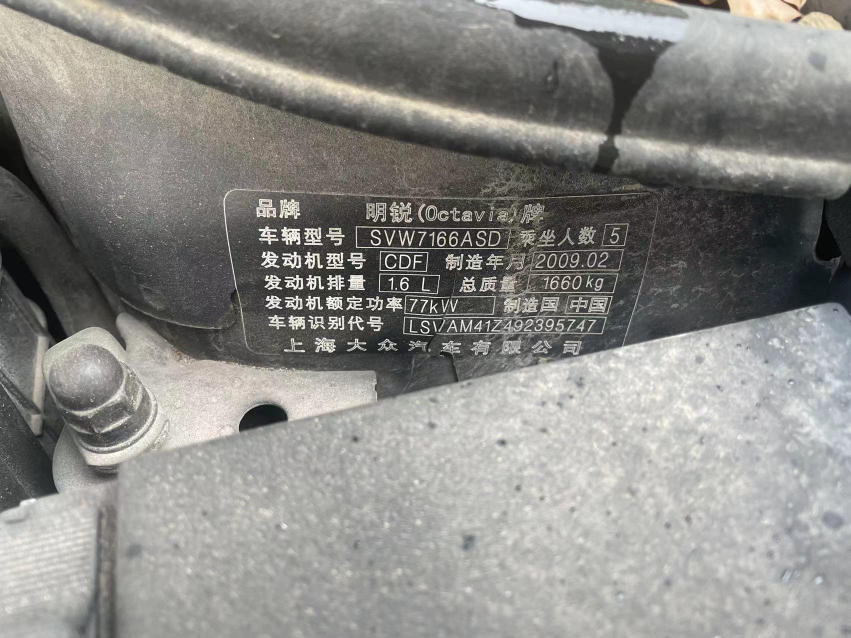 品牌 明锐(Octavia)牌
车辆型号 SVW7166ASD 乘坐人数 5
发动机型号 CDF 制造年月 2009.02
发动机排量 1.6 L 总质量 1660kg
发动机额定功率 77kW 制造国 中国
车辆识别代号 LSVAM41Z492395747
上海大众汽车有限公司